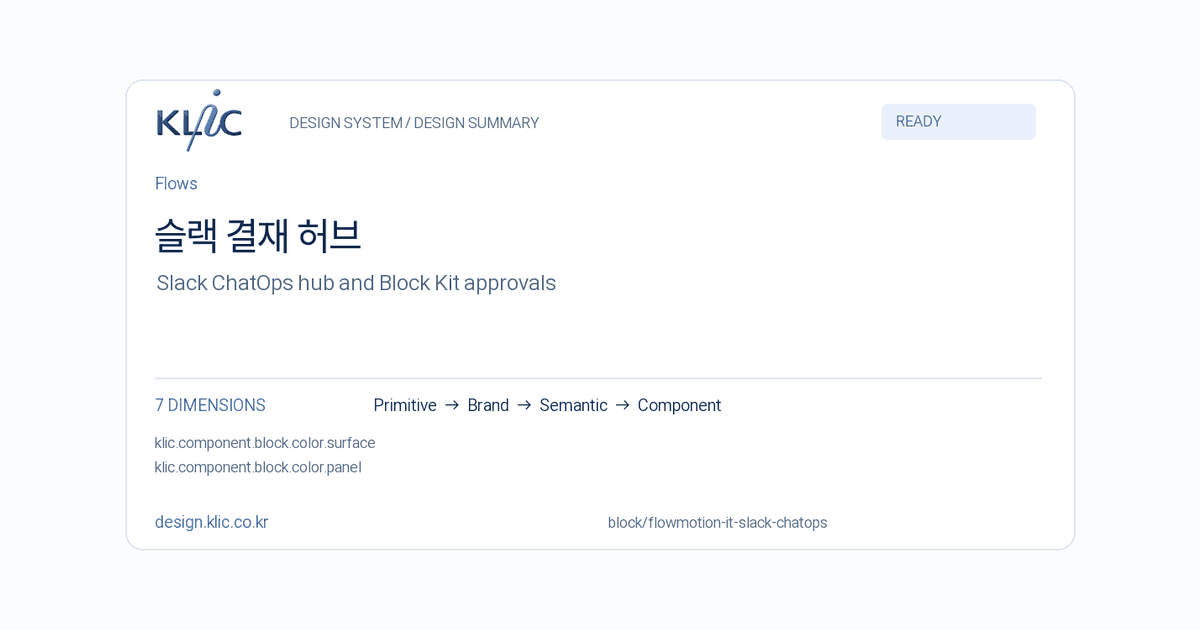 KLiC
DESIGN SYSTEM / DESIGN SUMMARY
READY
Flows
슬랙 결재 허브
Slack ChatOps hub and Block Kit approvals
7 DIMENSIONS
Primitive → Brand → Semantic → Component
klic.component.block.color.surface
klic.component.block.color.panel
design.klic.co.kr
block/flowmotion-it-slack-chatops